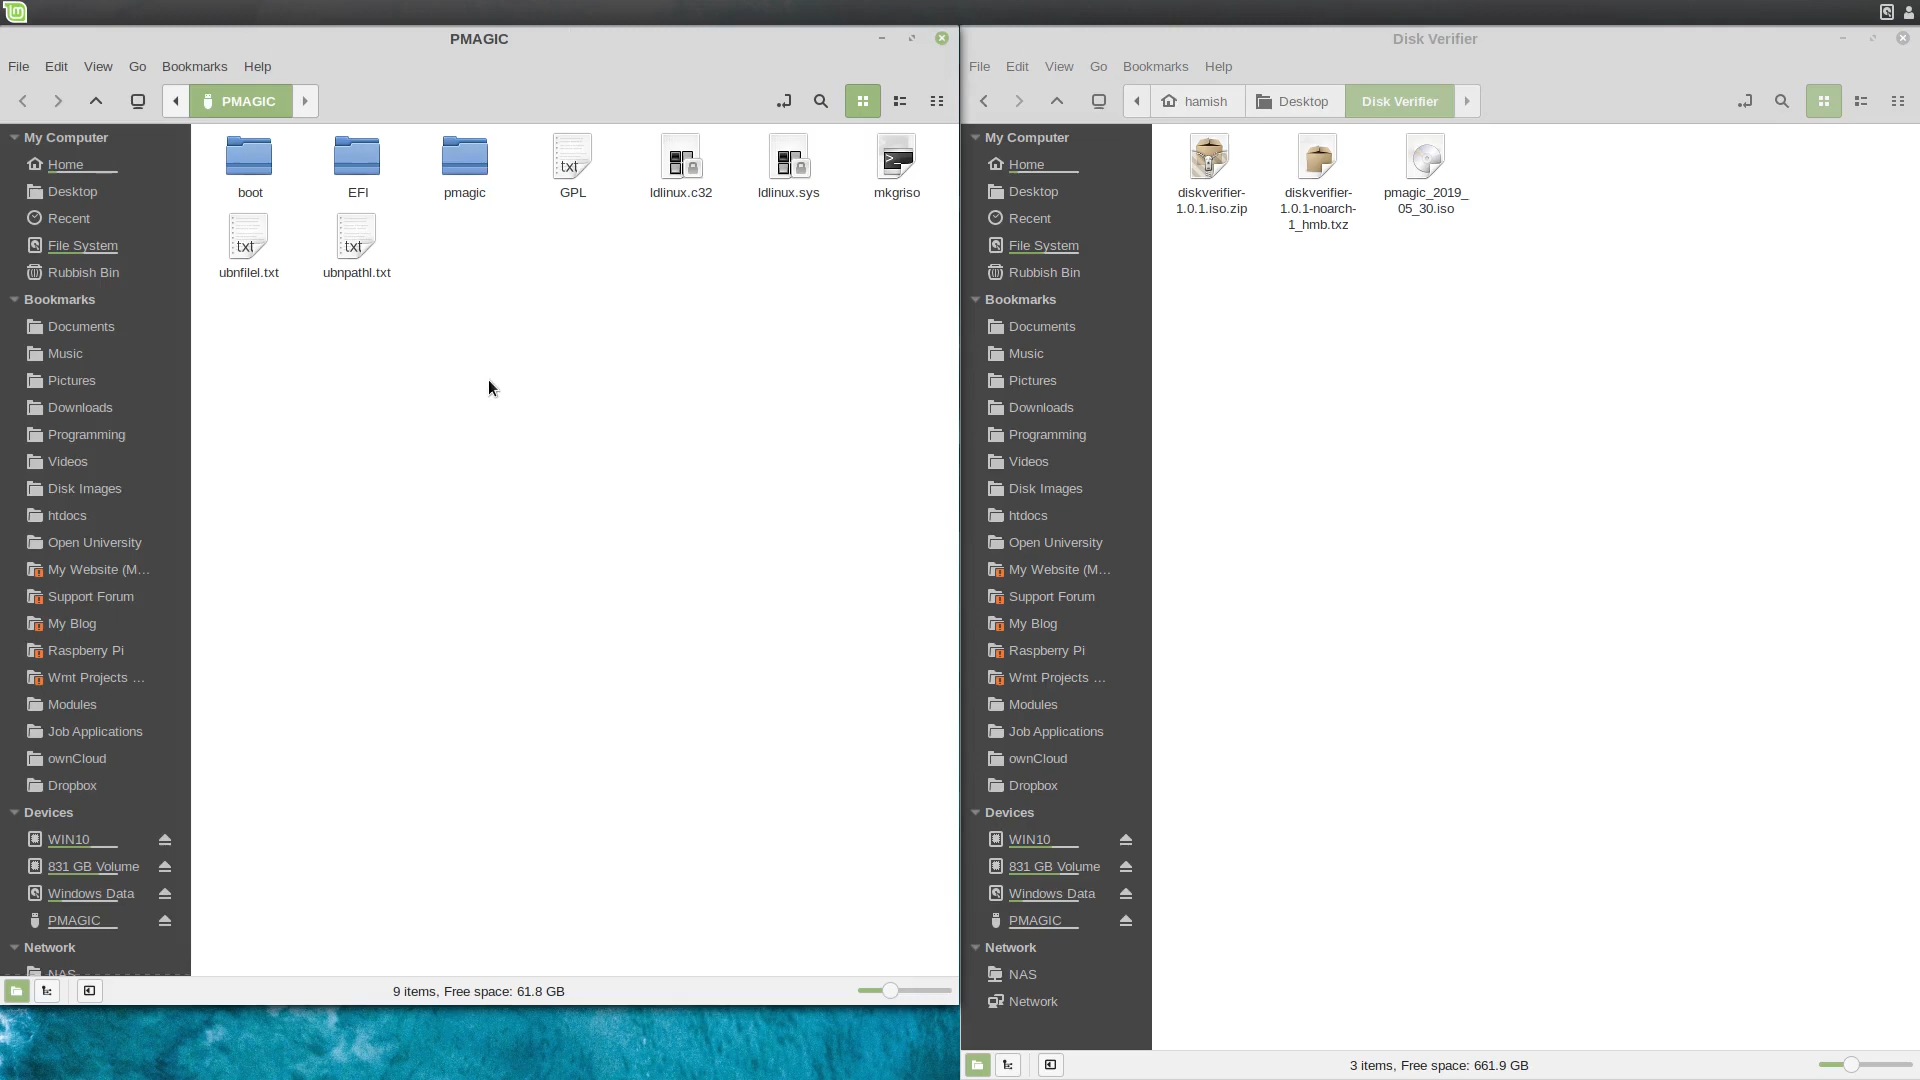 PMAGIC
File Edit View Go Bookmarks Help
PMAGIC
My Computer
Home
Desktop
Recent
File System
Rubbish Bin
Bookmarks
Documents
Music
Pictures
Downloads
Programming
Videos
Disk Images
htdocs
Open University
My Website (M…
Support Forum
My Blog
Raspberry Pi
Wmt Projects …
Modules
Job Applications
ownCloud
Dropbox
Devices
WIN10
831 GB Volume
Windows Data
PMAGIC
Network
NAS
boot
EFI
pmagic
txt
GPL
ldlinux.c32
ldlinux.sys
mkgriso
txt
ubnfilel.txt
txt
ubnpathl.txt
9 items, Free space: 61.8 GB
Disk Verifier
File Edit View Go Bookmarks Help
hamish
Desktop
Disk Verifier
My Computer
Home
Desktop
Recent
File System
Rubbish Bin
Bookmarks
Documents
Music
Pictures
Downloads
Programming
Videos
Disk Images
htdocs
Open University
My Website (M…
Support Forum
My Blog
Raspberry Pi
Wmt Projects …
Modules
Job Applications
ownCloud
Dropbox
Devices
WIN10
831 GB Volume
Windows Data
PMAGIC
Network
NAS
Network
diskverifier-
1.0.1.iso.zip
diskverifier-
1.0.1-noarch-
1_hmb.txz
pmagic_2019_
05_30.iso
3 items, Free space: 661.9 GB